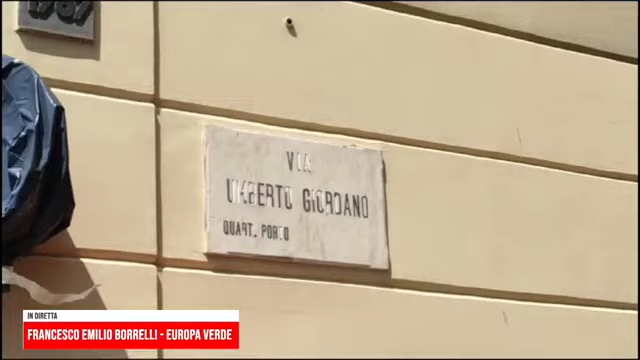 VIA
UMBERTO GIORDANO
QUART. PORTO
IN DIRETTA
FRANCESCO EMILIO BORRELLI - EUROPA VERDE